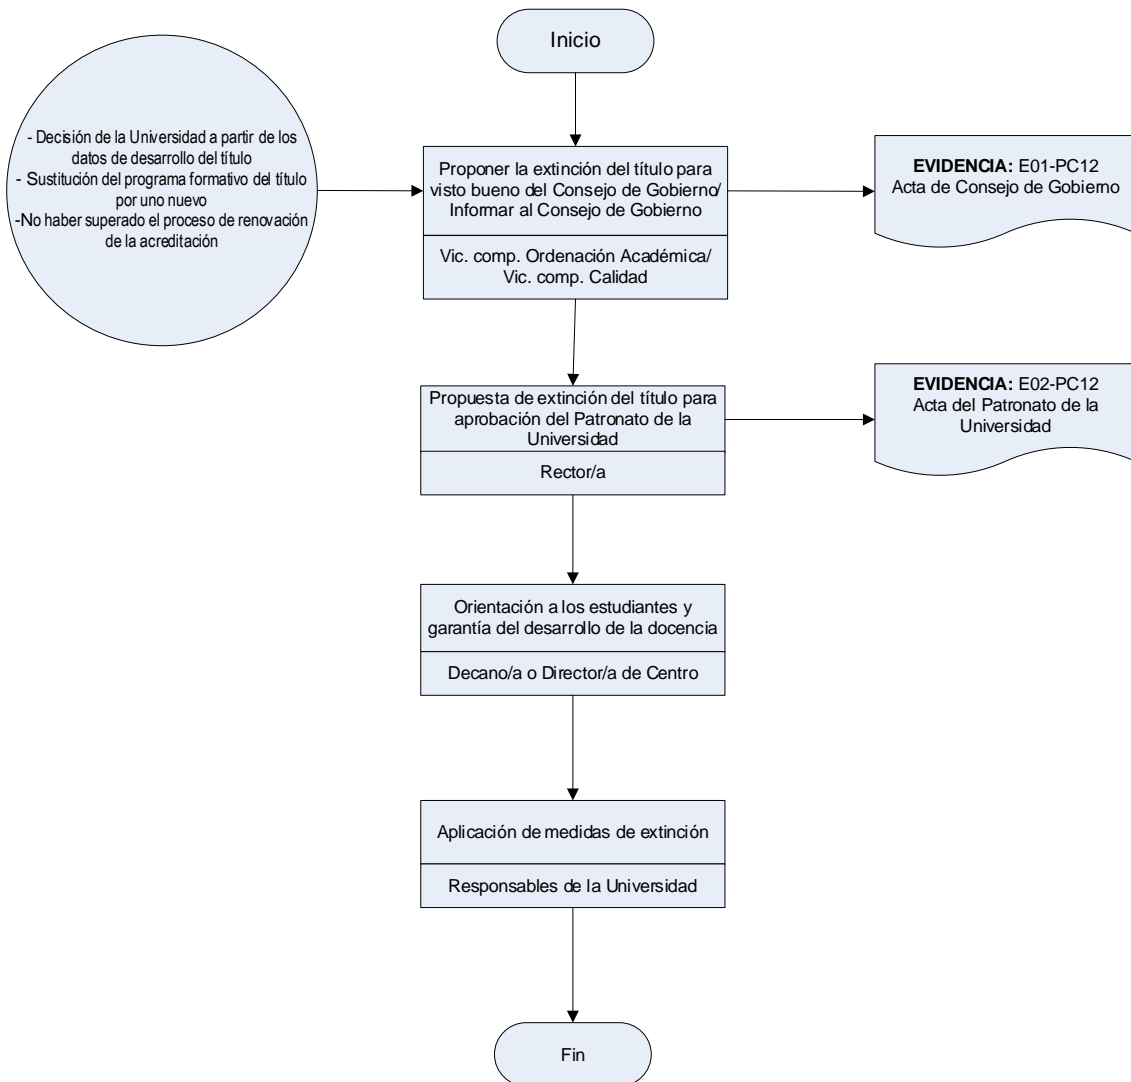 Inicio
- Decisión de la Universidad a partir de los
datos de desarrollo del título
- Sustitución del programa formativo del título
por uno nuevo
-No haber superado el proceso de renovación
de la acreditación
Proponer la extinción del título para
visto bueno del Consejo de Gobierno/
Informar al Consejo de Gobierno
Vic. comp. Ordenación Académica/
Vic. comp. Calidad
EVIDENCIA: E01-PC12
Acta de Consejo de Gobierno
Propuesta de extinción del título para
aprobación del Patronato de la
Universidad
Rector/a
EVIDENCIA: E02-PC12
Acta del Patronato de la
Universidad
Orientación a los estudiantes y
garantía del desarrollo de la docencia
Decano/a o Director/a de Centro
Aplicación de medidas de extinción
Responsables de la Universidad
Fin